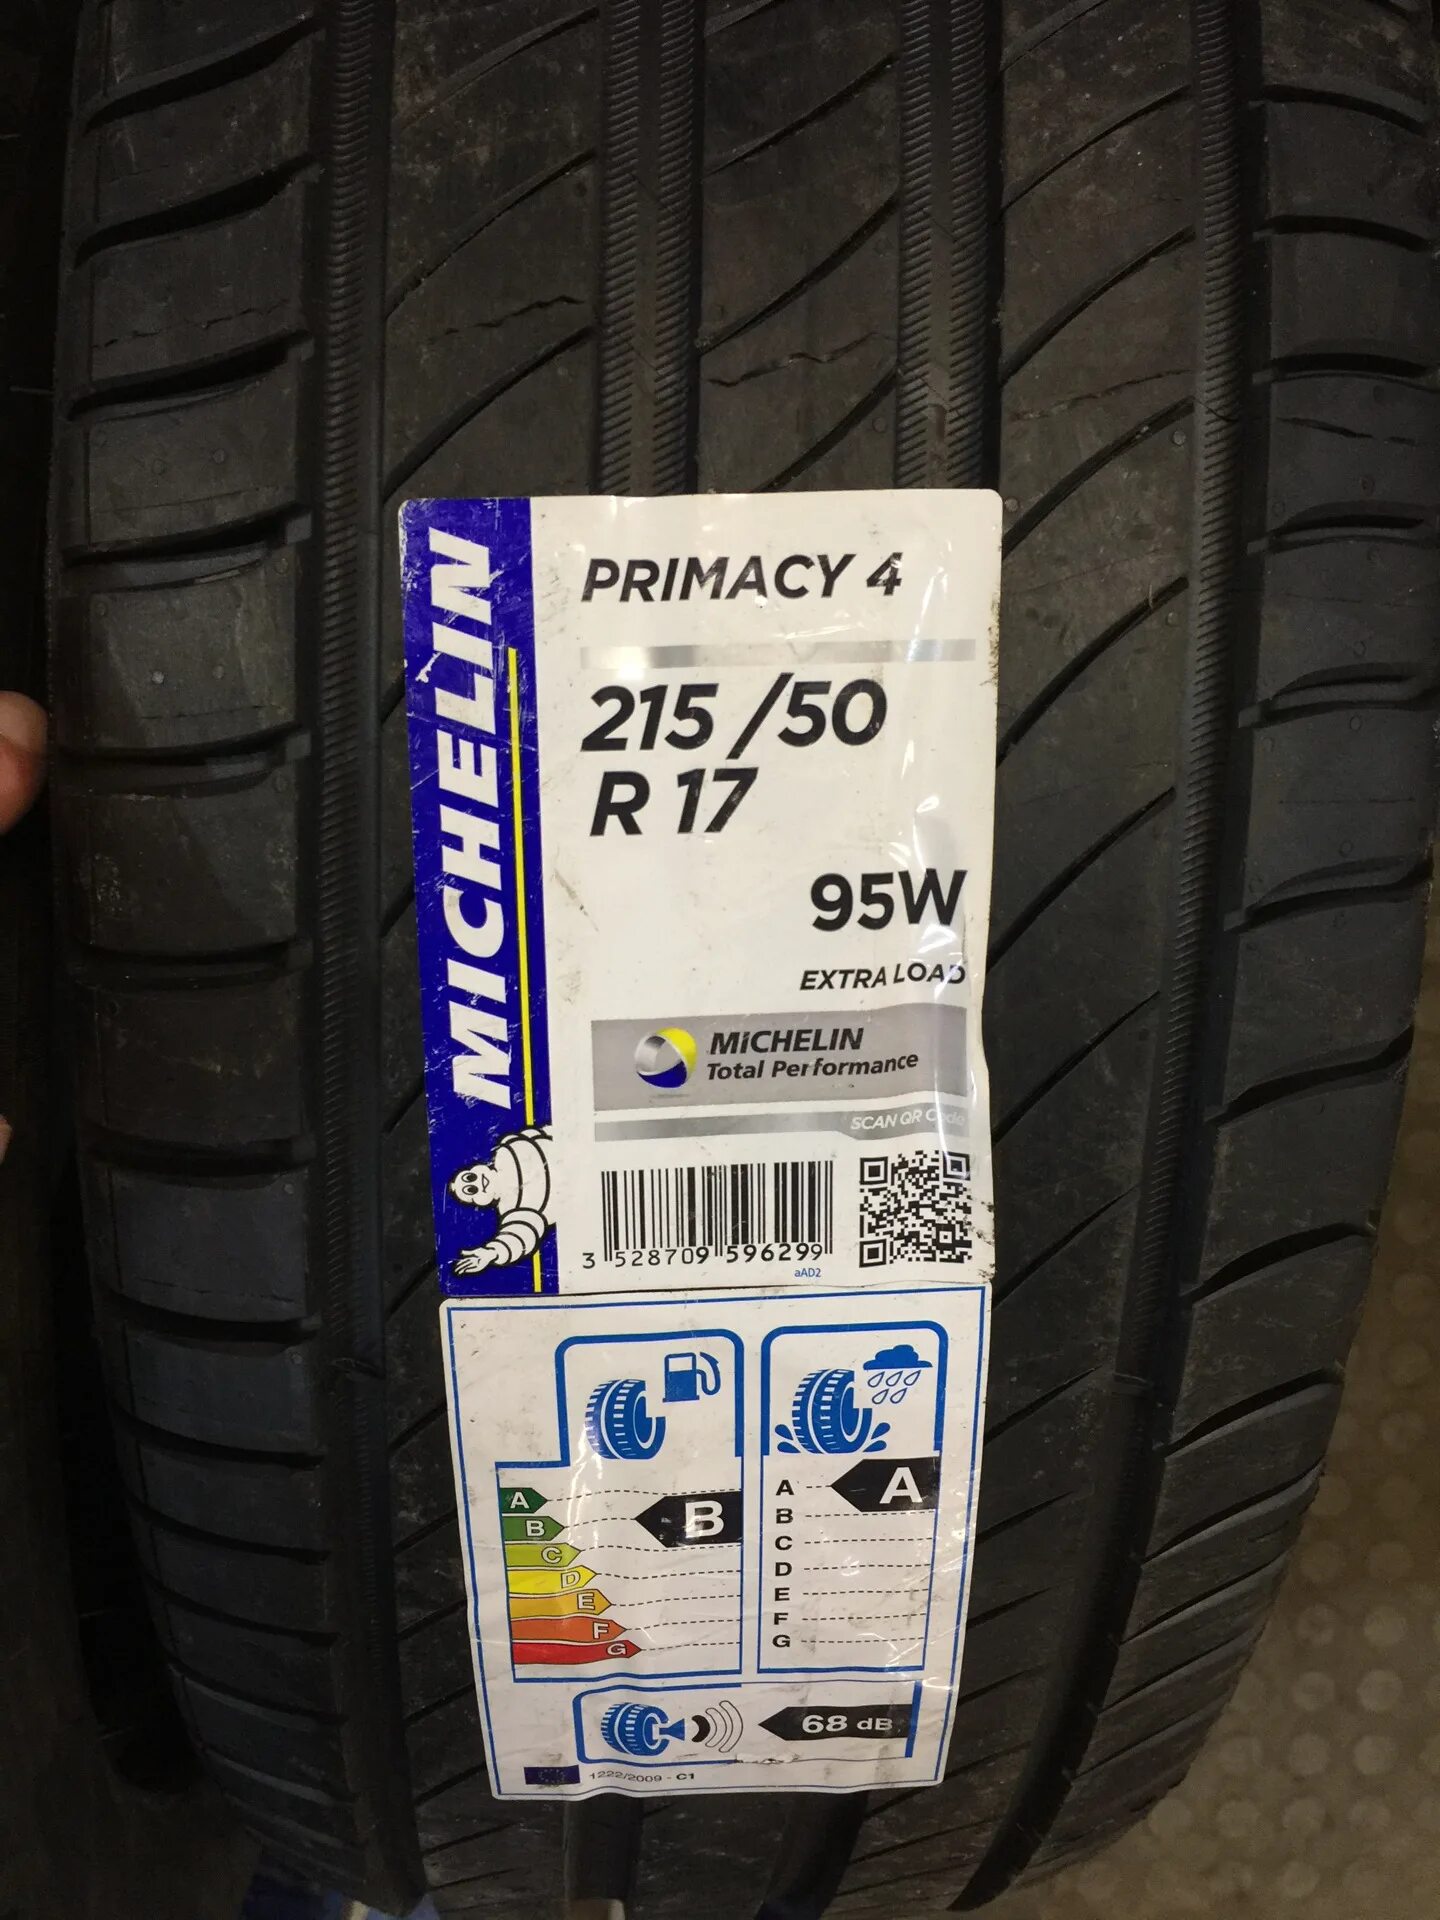 MICHELIN
PRIMACY 4
215 /50
R 17
95W
EXTRA LOAD
MICHELIN
Total Performance
SCAN QR Code
3 528709 596299
aAD2
A
B
C
D
E
F
G
B
A
B
C
D
E
F
G
A
68 dB
1222/2009 - C1